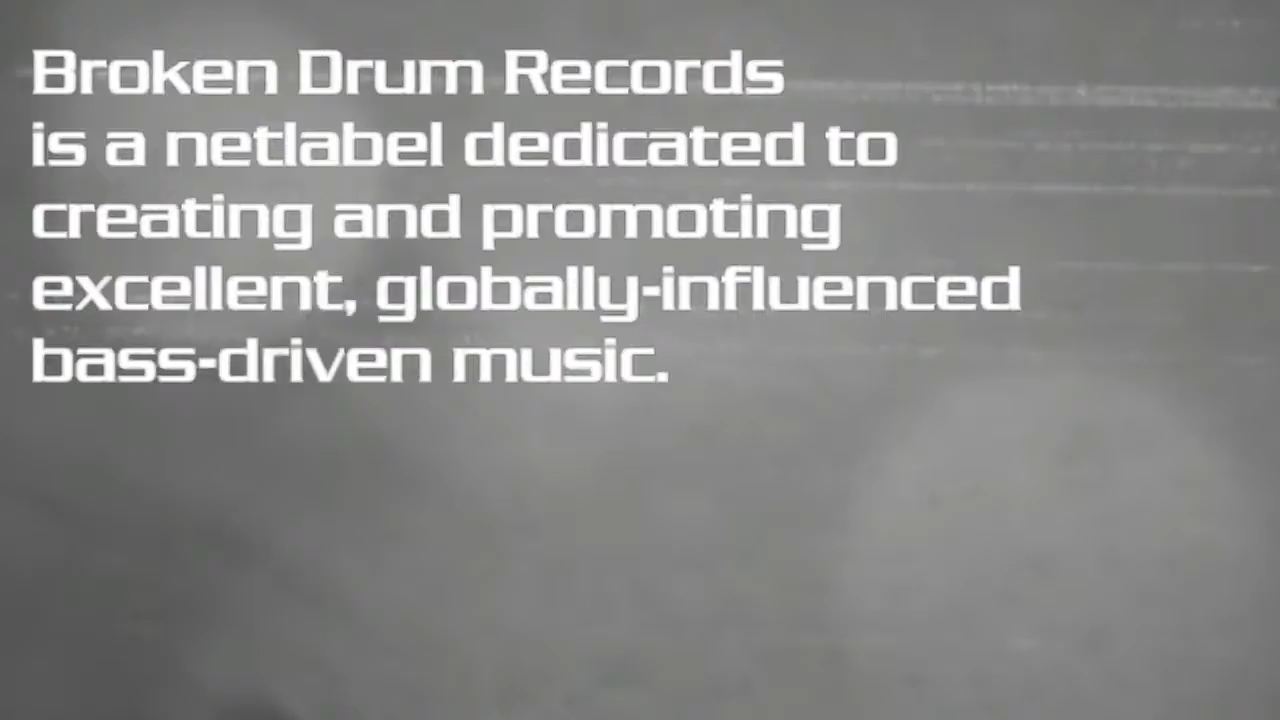 Broken Drum Records
is a netlabel dedicated to
creating and promoting
excellent, globally-influenced
bass-driven music.